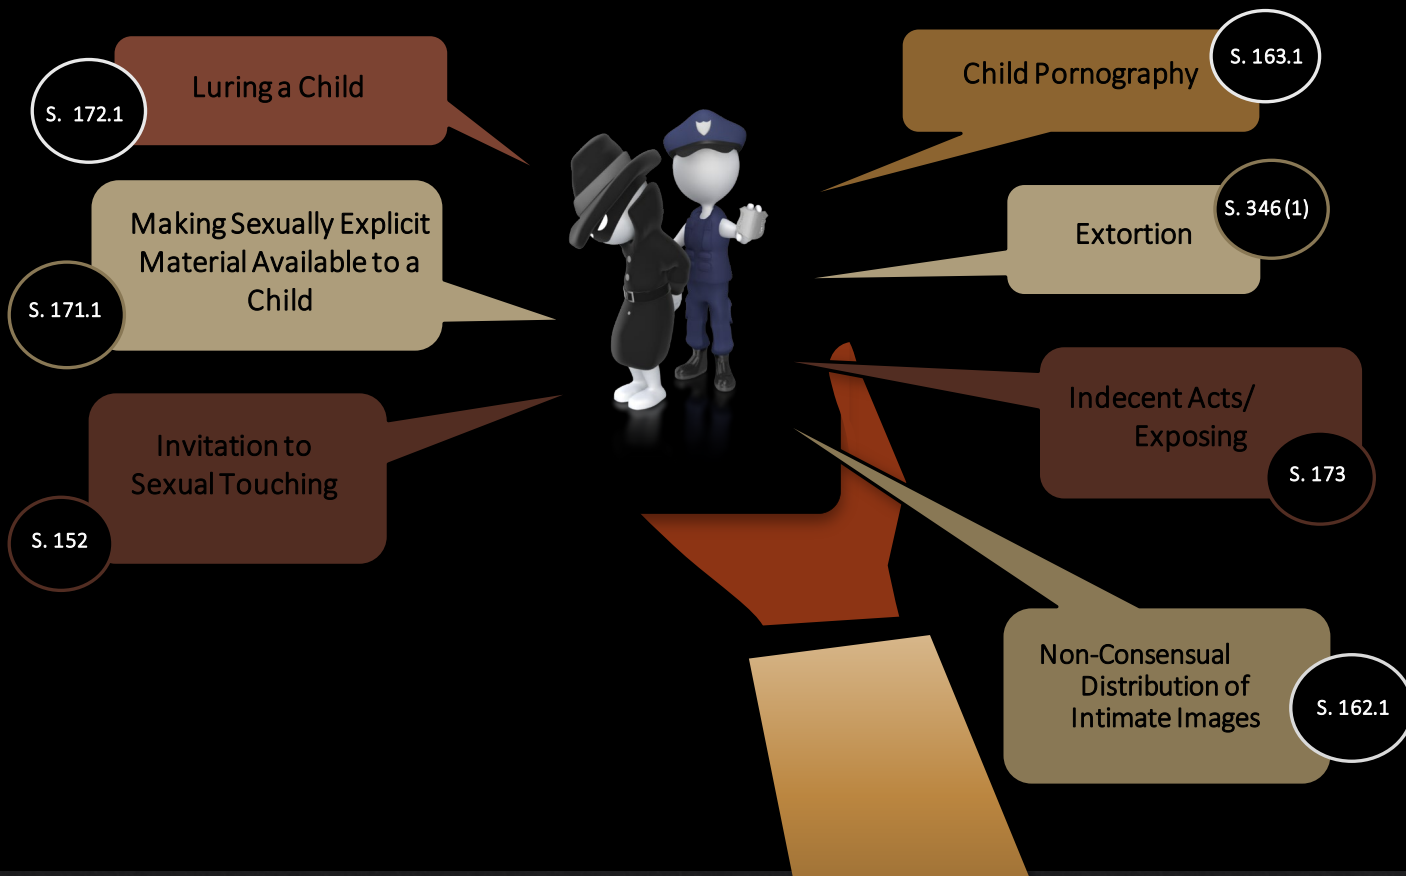 Luring a Child
S. 172.1
Making Sexually Explicit
Material Available to a
Child
S. 171.1
Invitation to
Sexual Touching
S. 152
Child Pornography
S. 163.1
Extortion
S. 346(1)
Indecent Acts/
Exposing
S. 173
Non-Consensual
Distribution of
Intimate Images
S. 162.1